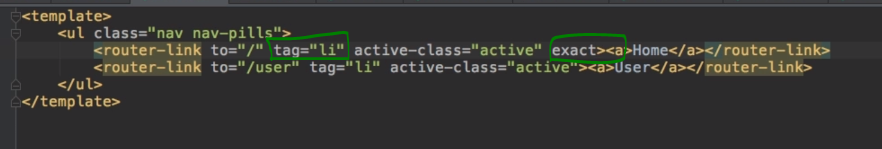 <template>
<ul class="nav nav-pills">
<router-link to="/" tag="li" active-class="active" exact><a>Home</a></router-link>
<router-link to="/user" tag="li" active-class="active"><a>User</a></router-link>
</ul>
</template>